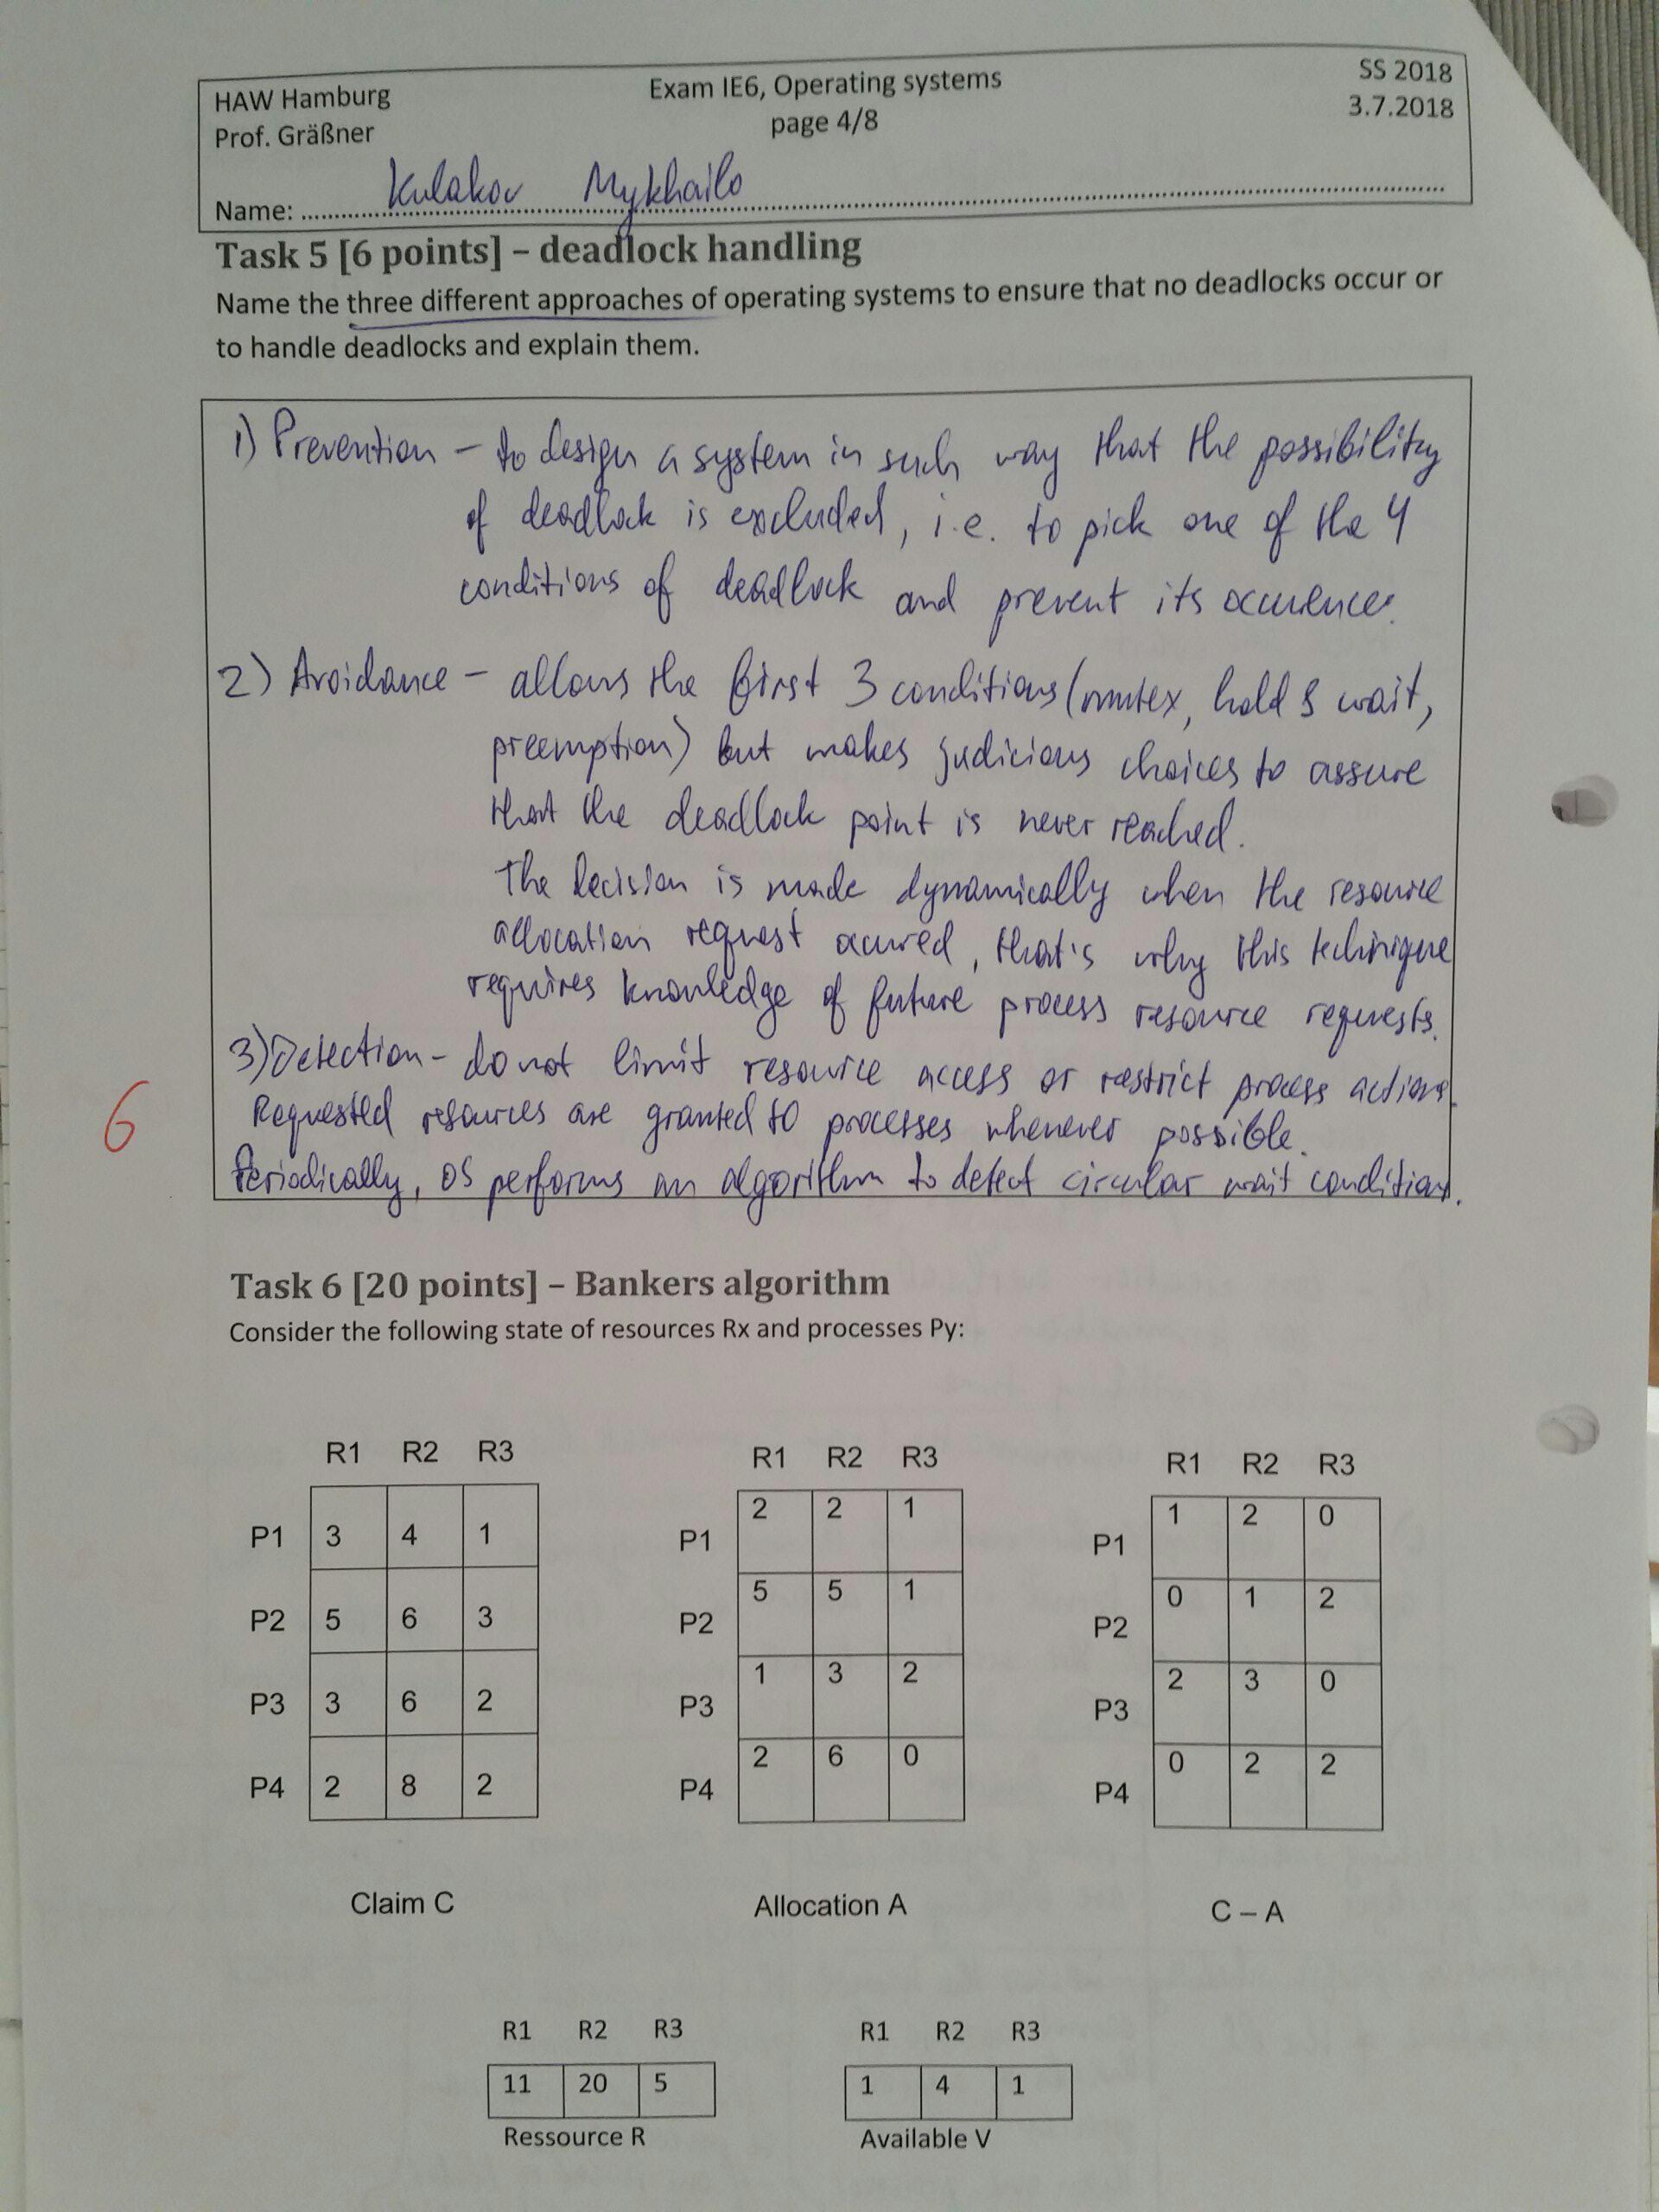 HAW Hamburg Exam IE6, Operating systems SS 2018
Prof. Gräßner page 4/8 3.7.2018
Name: Kulakov Mykhailo
Task 5 [6 points] – deadlock handling
Name the three different approaches of operating systems to ensure that no deadlocks occur or
to handle deadlocks and explain them.
1) Prevention – to design a system in such way that the possibility
of deadlock is excluded, i.e. to pick one of the 4
conditions of deadlock and prevent its occurence.
2) Avoidance – allows the first 3 conditions (mutex, hold & wait,
preemption) but makes judicious choices to assure
that the deadlock point is never reached.
The decision is made dynamically when the resource
allocation request occured, that's why this technique
requires knowledge of future process resource requests.
3) Detection – do not limit resource access or restrict process actions.
6
Requested resources are granted to processes whenever possible.
Periodically, OS performs an algorithm to detect circular wait condition.
Task 6 [20 points] – Bankers algorithm
Consider the following state of resources Rx and processes Py:
R1 R2 R3 R1 R2 R3 R1 R2 R3
P1 3 4 1 P1 2 2 1 P1 1 2 0
P2 5 6 3 P2 5 5 1 P2 0 1 2
P3 3 6 2 P3 1 3 2 P3 2 3 0
P4 2 8 2 P4 2 6 0 P4 0 2 2
Claim C Allocation A C – A
R1 R2 R3 R1 R2 R3
11 20 5 1 4 1
Ressource R Available V